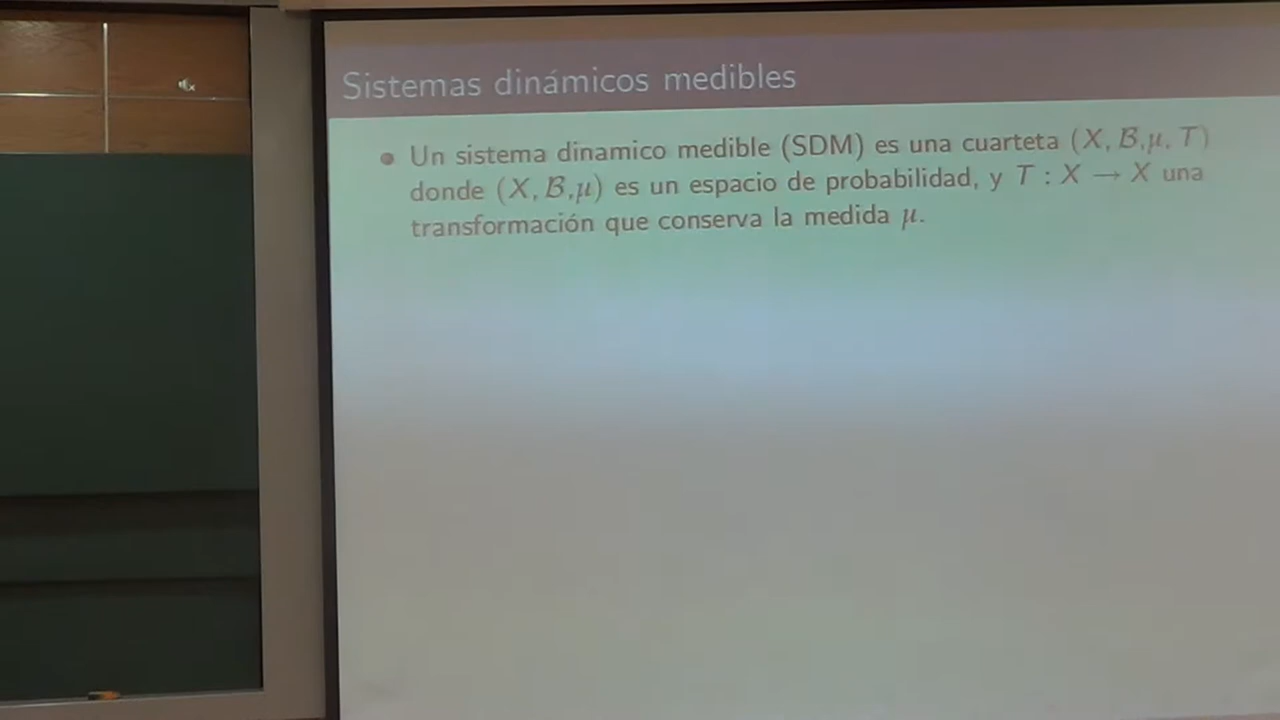 Sistemas dinámicos medibles
Un sistema dinamico medible (SDM) es una cuarteta (X, ℬ, μ, T)
donde (X, ℬ, μ) es un espacio de probabilidad, y T : X → X una
transformación que conserva la medida μ.